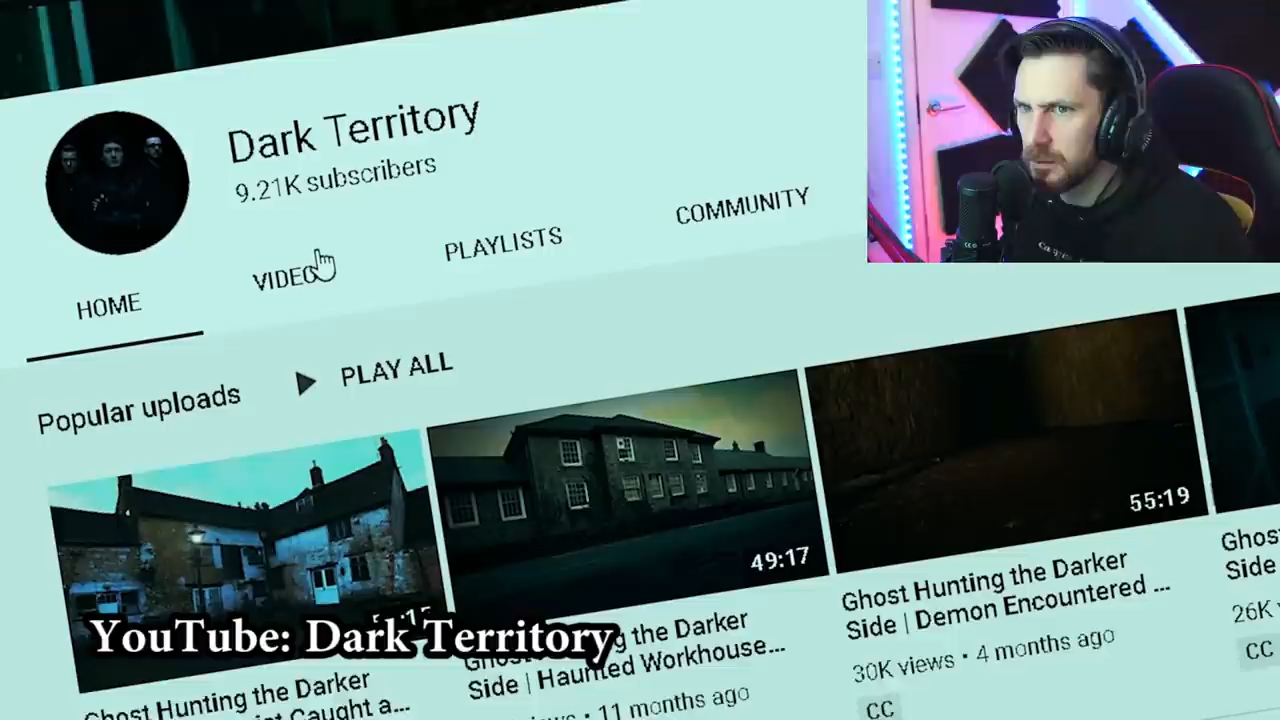 Dark Territory
9.21K subscribers
HOME
VIDEO
PLAYLISTS
COMMUNITY
Popular uploads
PLAY ALL
49:17
55:19
YouTube: Dark Territory
Ghost Hunting the Darker
the Darker
Side | Haunted Workhouse...
11 months ago
Ghost Hunting the Darker
Side | Demon Encountered ...
30K views • 4 months ago
CC
Side
26K
CC